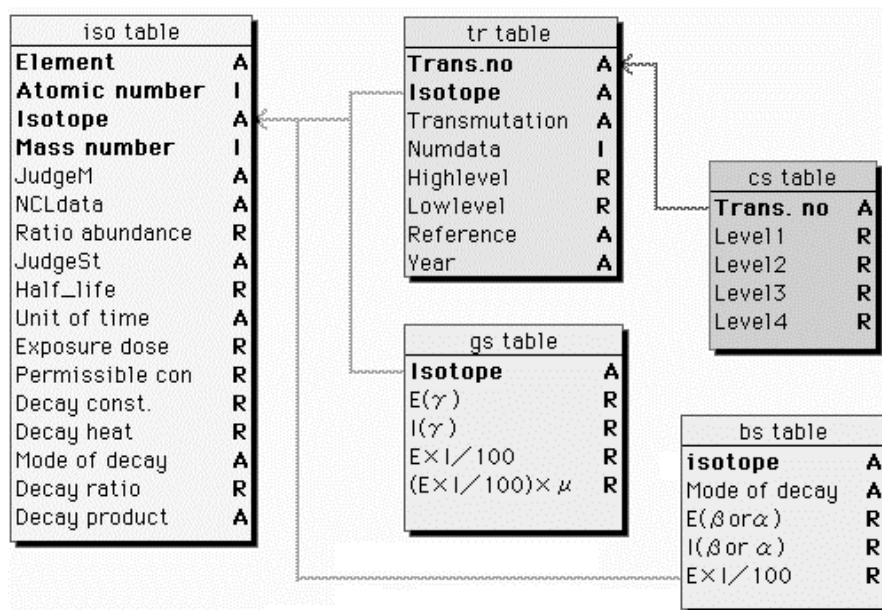 iso table
Element A
Atomic number I
Isotope A
Mass number I
JudgeM A
NCLdata A
Ratio abundance R
JudgeSt A
Half_life R
Unit of time A
Exposure dose R
Permissible con R
Decay const. R
Decay heat R
Mode of decay A
Decay ratio R
Decay product A
tr table
Trans.no A
Isotope A
Transmutation A
Numdata I
Highlevel R
Lowlevel R
Reference A
Year A
cs table
Trans. no A
Level1 R
Level2 R
Level3 R
Level4 R
gs table
Isotope A
E(γ) R
I(γ) R
E×I/100 R
(E×I/100)×μ R
bs table
isotope A
Mode of decay A
E(βorα) R
I(βor α) R
E×I/100 R